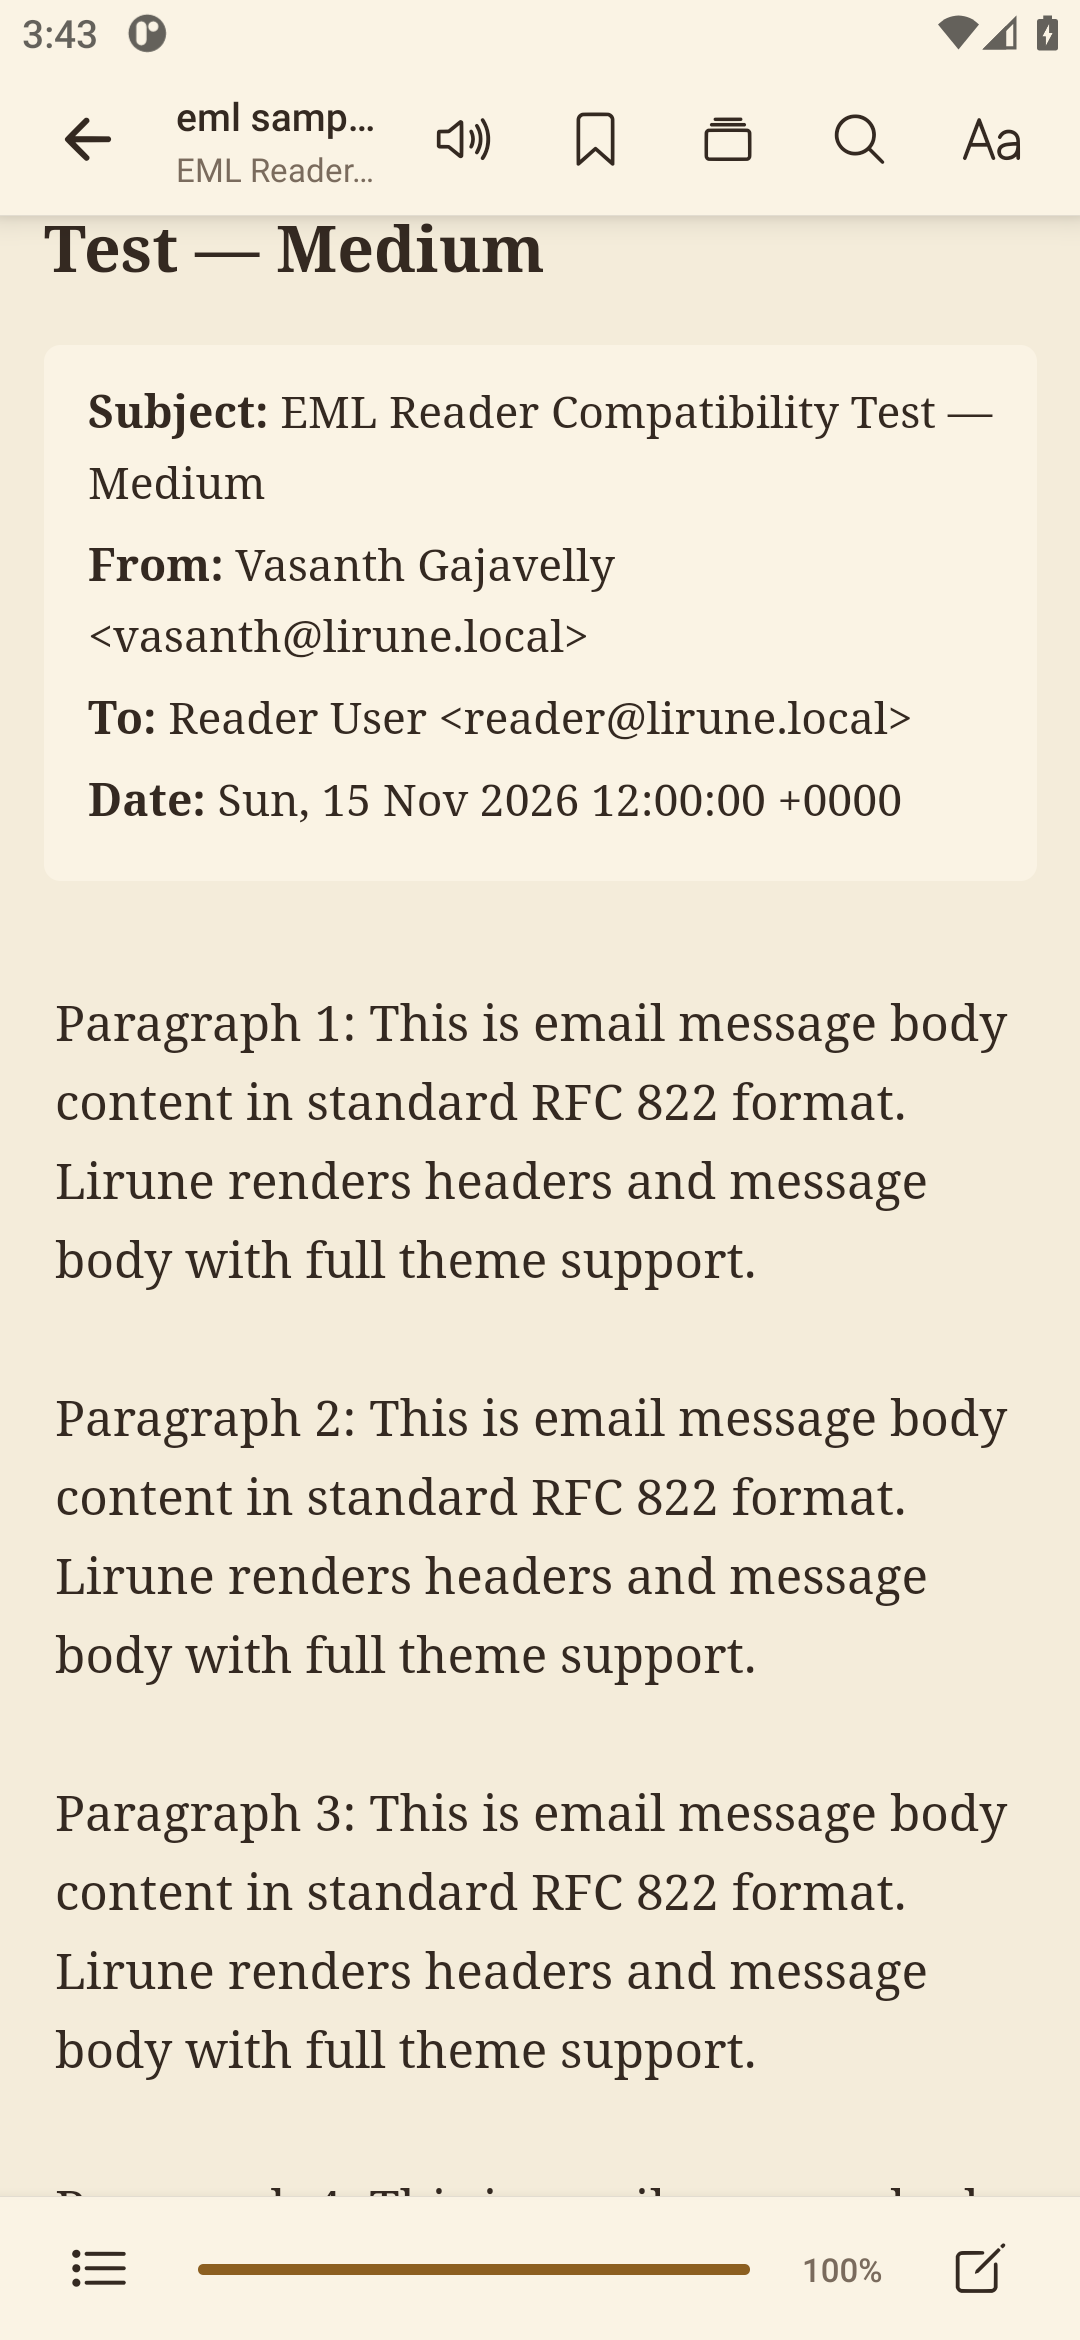 3:43
eml samp...
EML Reader...
Aa
Test — Medium
Subject: EML Reader Compatibility Test —
Medium
From: Vasanth Gajavelly
<vasanth@lirune.local>
To: Reader User <reader@lirune.local>
Date: Sun, 15 Nov 2026 12:00:00 +0000
Paragraph 1: This is email message body
content in standard RFC 822 format.
Lirune renders headers and message
body with full theme support.
Paragraph 2: This is email message body
content in standard RFC 822 format.
Lirune renders headers and message
body with full theme support.
Paragraph 3: This is email message body
content in standard RFC 822 format.
Lirune renders headers and message
body with full theme support.
100%